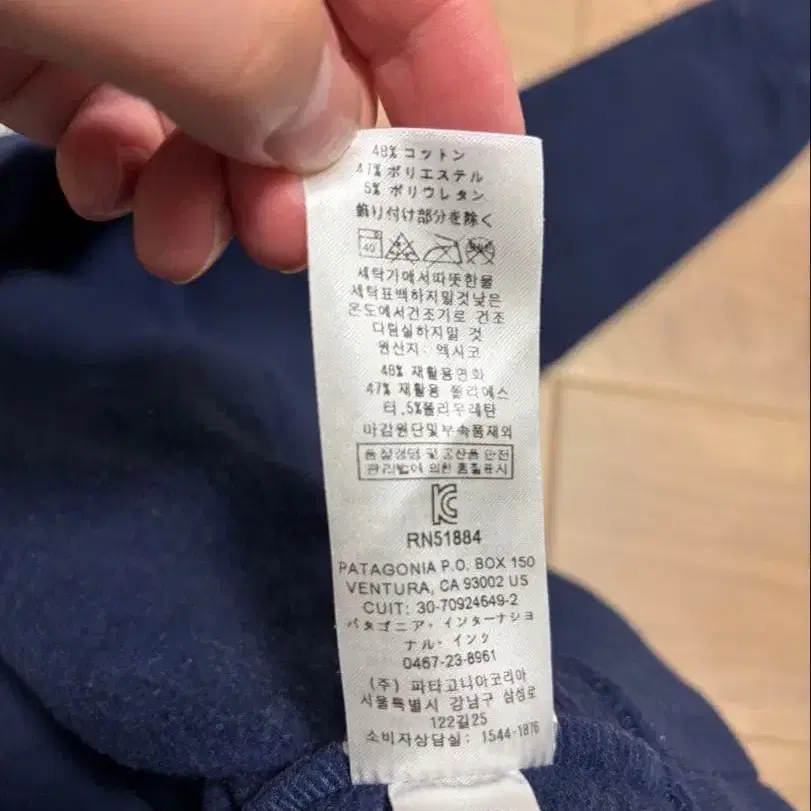 48% コットン
47% ポリエステル
5% ポリウレタン
飾り付け部分を除く
40
세탁기에서따뜻한물
세탁표백하지말것낮은
온도에서건조기로 건조
다림질하지말 것
원산지: 멕시코
48% 재활용면화
47% 재활용 폴리에스
터.5%폴리우레탄
마감원단및부속품재외
품질경영 및 공산품 안전
관리법에 의한 품질표시
RN51884
PATAGONIA P.O. BOX 150
VENTURA, CA 93002 US
CUIT: 30-70924649-2
パタゴニア・インターナショ
ナル・インク
0467-23-8961
(주) 파타고니아코리아
서울특별시 강남구 삼성로
122길25
소비자상담실: 1544-1876